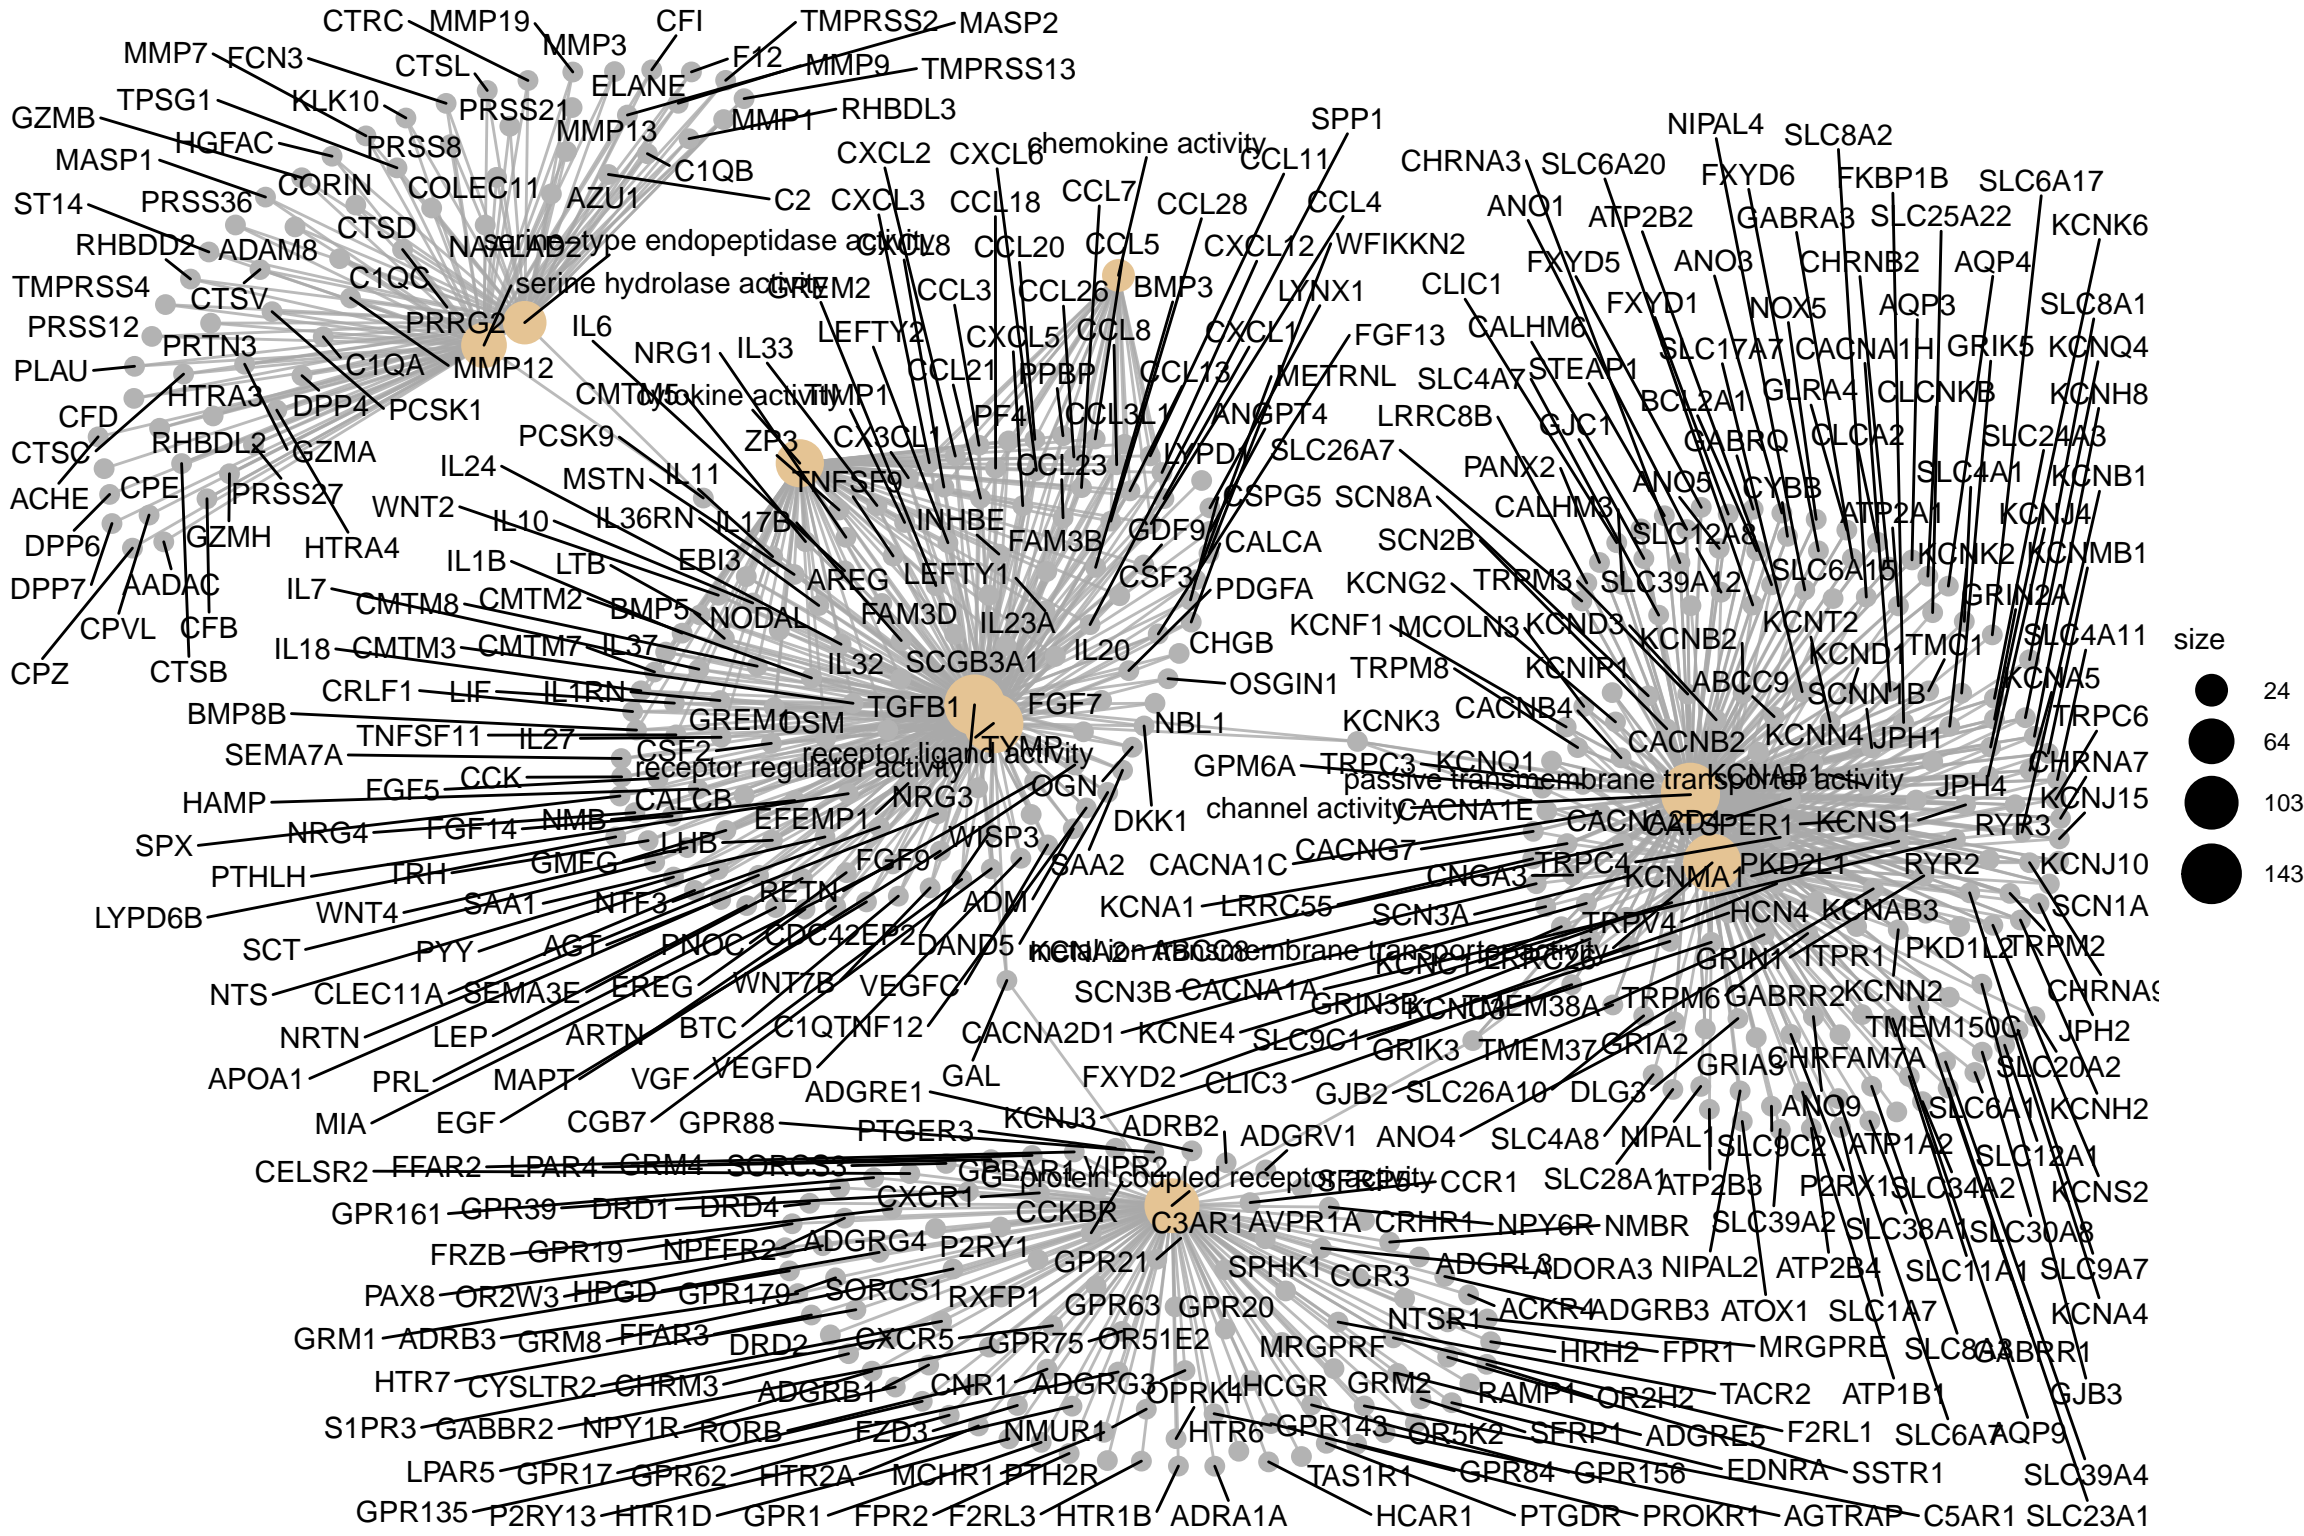 CTRC
MMP19
MMP3
CFI
TMPRSS2
MASP2
MMP7
FCN3
CTSL
ELANE
F12
MMP9
TMPRSS13
GZMB
TPSG1
KLK10
PRSS21
MMP13
MMP1
RHBDL3
MASP1
HGFAC
PRSS8
C1QB
CORIN
COLEC11
AZU1
C2
ST14
PRSS36
CTSD
NAALAD2
serine-type endopeptidase activity
RHBDD2
ADAM8
C1QC
serine hydrolase activity
TMPRSS4
CTSV
PRRG2
PRSS12
PRTN3
C1QA
MMP12
PLAU
HTRA3
DPP4
PCSK1
CFD
RHBDL2
GZMA
CTSC
ACHE
CPE
PRSS27
DPP6
GZMH
HTRA4
DPP7
AADAC
CPVL
CFB
CPZ
CTSB
SPP1
chemokine activity
CXCL2
CXCL6
CCL11
CXCL3
CCL18
CCL7
CCL28
CCL4
CXCL8
CCL20
CCL5
CXCL12
WFIKKN2
GREM2
CCL3
CCL26
BMP3
LYNX1
IL6
LEFTY2
CXCL5
CCL8
CXCL1
FGF13
NRG1
IL33
CCL21
PPBP
CCL13
METRNL
CMTM5
cytokine activity
TIMP1
PF4
CCL3L1
ANGPT4
PCSK9
ZP3
CX3CL1
CCL23
LYPD1
IL24
MSTN
IL11
TNFSF9
CSPG5
WNT2
IL10
IL36RN
IL17B
INHBE
FAM3B
GDF9
CALCA
IL1B
LTB
EBI3
AREG
LEFTY1
CSF3
PDGFA
IL7
CMTM8
CMTM2
BMP5
NODAL
FAM3D
IL23A
CHGB
IL18
CMTM3
CMTM7
IL37
IL32
SCGB3A1
IL20
OSGIN1
CRLF1
LIF
IL1RN
TGFB1
FGF7
NBL1
BMP8B
TNFSF11
IL27
GREM1
OSM
TYMP
SEMA7A
CSF2
receptor ligand activity
receptor regulator activity
HAMP
FGF5
CCK
CALCB
NRG3
OGN
DKK1
SPX
NRG4
FGF14
NMB
EFEMP1
WISP3
SAA2
PTHLH
TRH
GMFG
LHB
FGF9
LYPD6B
WNT4
SAA1
NTF3
RETN
ADM
SCT
PYY
AGT
PNOC
CDC42EP2
DAND5
NTS
CLEC11A
SEMA3E
EREG
WNT7B
VEGFC
NRTN
LEP
ARTN
BTC
C1QTNF12
APOA1
PRL
MAPT
VGF
VEGFD
GAL
MIA
EGF
CGB7
NIPAL4
SLC8A2
CHRNA3
SLC6A20
FXYD6
FKBP1B
SLC6A17
ANO1
ATP2B2
GABRA3
SLC25A22
KCNK6
FXYD5
ANO3
CHRNB2
AQP4
CLIC1
FXYD1
NOX5
AQP3
SLC8A1
CALHM6
SLC17A7
CACNA1H
GRIK5
KCNQ4
SLC4A7
STEAP1
BCL2A1
GLRA4
CLCNKB
KCNH8
LRRC8B
GJC1
GABRQ
CLCA2
SLC24A3
SLC26A7
PANX2
ANO5
CYBB
SLC4A1
KCNB1
SCN8A
CALHM3
SLC12A8
ATP2A1
KCNJ4
SCN2B
KCNK2
KCNMB1
KCNG2
TRPM3
SLC39A12
SLC6A15
GRIN2A
KCNF1
MCOLN3
KCND3
KCNB2
KCNT2
TMC1
SLC4A11
TRPM8
KCNIP1
ABCC9
KCND1
SCNN1B
KCNA5
KCNK3
CACNB4
CACNB2
KCNN4
JPH1
TRPC6
GPM6A
TRPC3
KCNQ1
KCNAB1
CHRNA7
passive transmembrane transporter activity
JPH4
channel activity
CACNA1E
CACNA2D4
CATSPER1
KCNS1
RYR3
KCNJ15
CACNA1C
CACNG7
TRPC4
PKD2L1
RYR2
KCNJ10
KCNA1
LRRC55
CNGA3
KCNMA1
SCN3A
TRPV4
HCN4
KCNAB3
SCN1A
KCNA2
ABCC8
metal ion transmembrane transporter activity
KCNC1
LRRC26
GRIN1
ITPR1
PKD1L2
TRPM2
SCN3B
CACNA1A
GRIN3B
TMEM38A
TRPM6
GABRR2
KCNN2
CHRNA9
CACNA2D1
KCNE4
SLC9C1
GRIK3
TMEM37
GRIA2
TMEM150C
JPH2
FXYD2
CLIC3
GJB2
SLC26A10
DLG3
GRIA3
CHRFAM7A
SLC20A2
KCNJ3
ANO4
SLC4A8
NIPAL1
ANO9
SLC6A1
KCNH2
SLC9C2
ATP1A2
SLC12A1
SLC28A1
ATP2B3
P2RX1
SLC34A2
KCNS2
SLC39A2
SLC38A1
SLC30A8
NIPAL2
ATP2B4
SLC11A1
SLC9A7
ATOX1
SLC1A7
KCNA4
SLC8A3
GABRR1
ATP1B1
GJB3
SLC6A7
AQP9
SLC39A4
SLC23A1
ADGRE1
GPR88
PTGER3
ADRB2
ADGRV1
CELSR2
FFAR2
LPAR4
GRM4
SORCS3
GPBAR1
VIPR2
G-protein coupled receptor activity
SFRP5
CCR1
GPR161
GPR39
DRD1
DRD4
CXCR1
CCKBR
C3AR1
AVPR1A
CRHR1
NPY6R
NMBR
FRZB
GPR19
NPFFR2
ADGRG4
P2RY1
GPR21
SPHK1
CCR3
ADGRL3
ADORA3
PAX8
OR2W3
HPGD
GPR179
SORCS1
RXFP1
GPR63
GPR20
NTSR1
ACKR4
ADGRB3
GRM1
ADRB3
GRM8
FFAR3
DRD2
CXCR5
GPR75
OR51E2
MRGPRF
HRH2
FPR1
MRGPRE
HTR7
CYSLTR2
CHRM3
ADGRB1
CNR1
ADGRG3
OPRK1
LHCGR
GRM2
RAMP1
OR2H2
TACR2
S1PR3
GABBR2
NPY1R
RORB
FZD3
NMUR1
HTR6
GPR143
OR5K2
SFRP1
ADGRE5
F2RL1
LPAR5
GPR17
GPR62
HTR2A
MCHR1
PTH2R
TAS1R1
GPR84
GPR156
EDNRA
SSTR1
GPR135
P2RY13
HTR1D
GPR1
FPR2
F2RL3
HTR1B
ADRA1A
HCAR1
PTGDR
PROKR1
AGTRAP
C5AR1
size
24
64
103
143